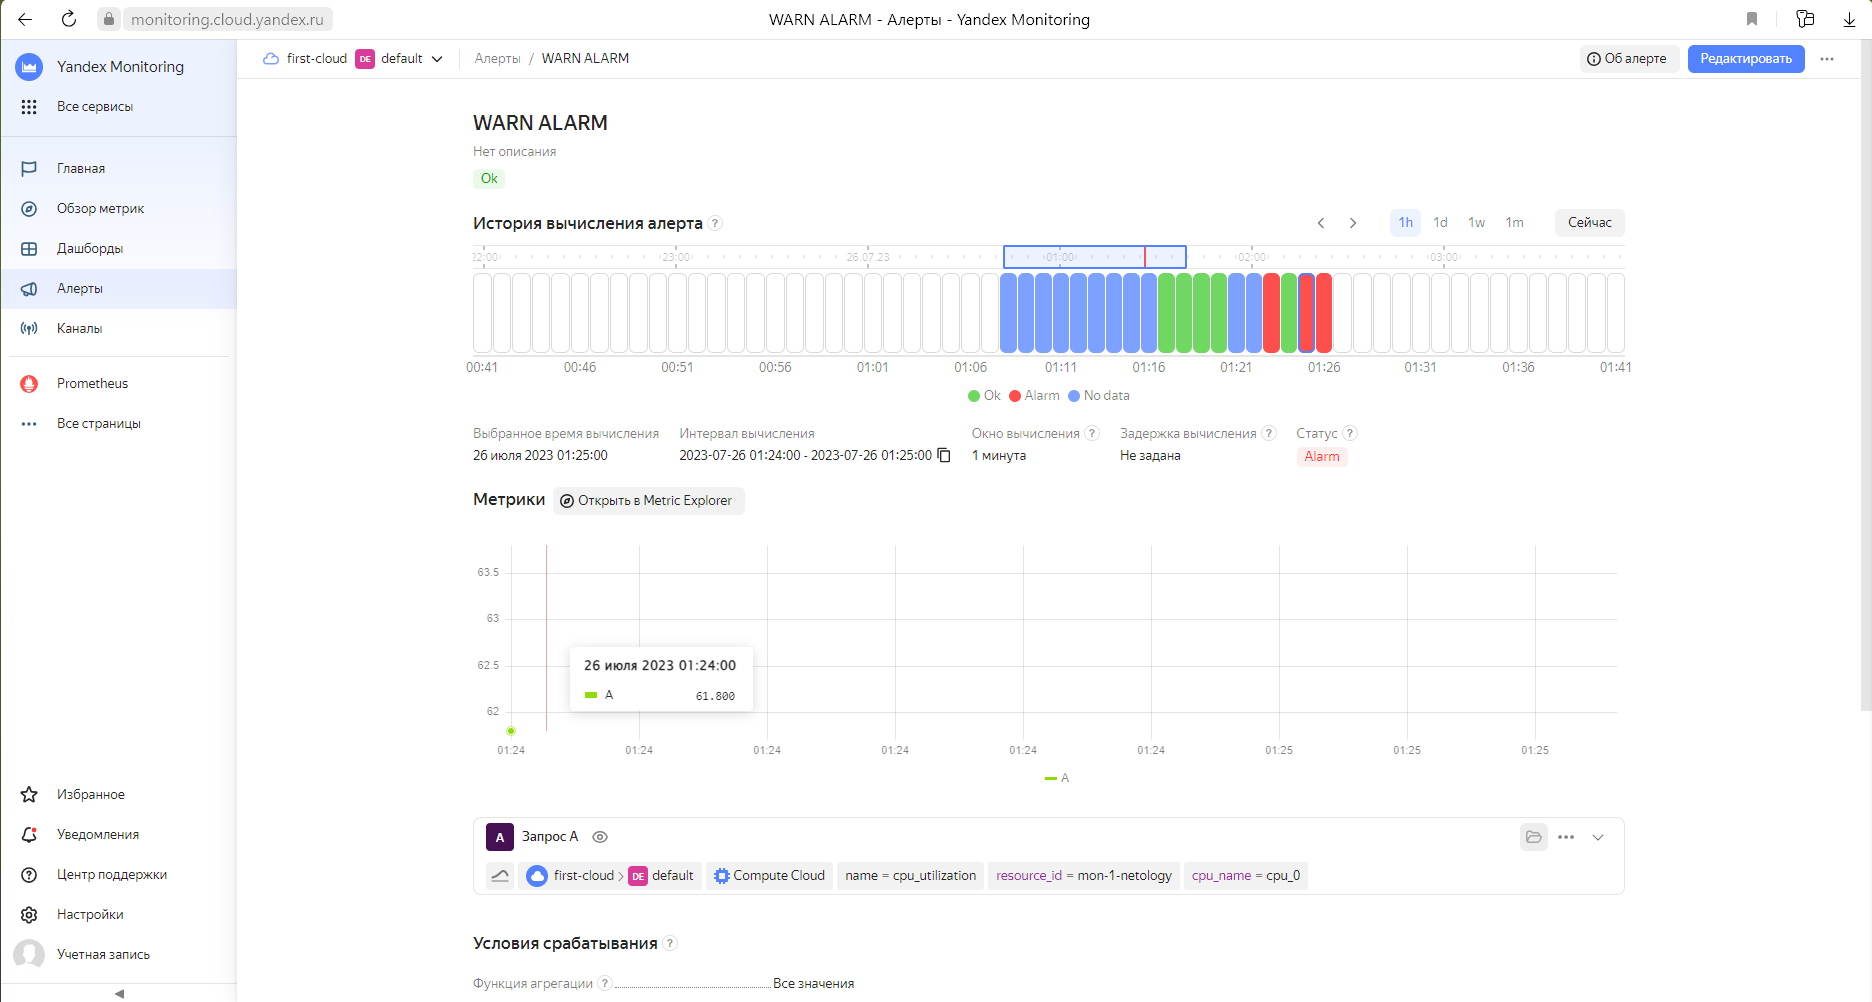 monitoring.cloud.yandex.ru
WARN ALARM - Алерты - Yandex Monitoring
Yandex Monitoring
Все сервисы
Главная
Обзор метрик
Дашборды
Алерты
Каналы
Prometheus
Все страницы
Избранное
Уведомления
Центр поддержки
Настройки
Учетная запись
first-cloud DE default
Алерты / WARN ALARM
Об алерте
Редактировать
WARN ALARM
Нет описания
Ok
История вычисления алерта ?
1h 1d 1w 1m Сейчас
22:00 23:00 26.07.23 01:00 02:00 03:00
00:41 00:46 00:51 00:56 01:01 01:06 01:11 01:16 01:21 01:26 01:31 01:36 01:41
Ok Alarm No data
Выбранное время вычисления Интервал вычисления Окно вычисления ? Задержка вычисления ? Статус ?
26 июля 2023 01:25:00 2023-07-26 01:24:00 - 2023-07-26 01:25:00 1 минута Не задана Alarm
Метрики Открыть в Metric Explorer
63.5
63
62.5
62
26 июля 2023 01:24:00
A 61.800
01:24 01:24 01:24 01:24 01:24 01:24 01:25 01:25 01:25
A
A Запрос A
first-cloud > DE default Compute Cloud name = cpu_utilization resource_id = mon-1-netology cpu_name = cpu_0
Условия срабатывания ?
Функция агрегации ? Все значения